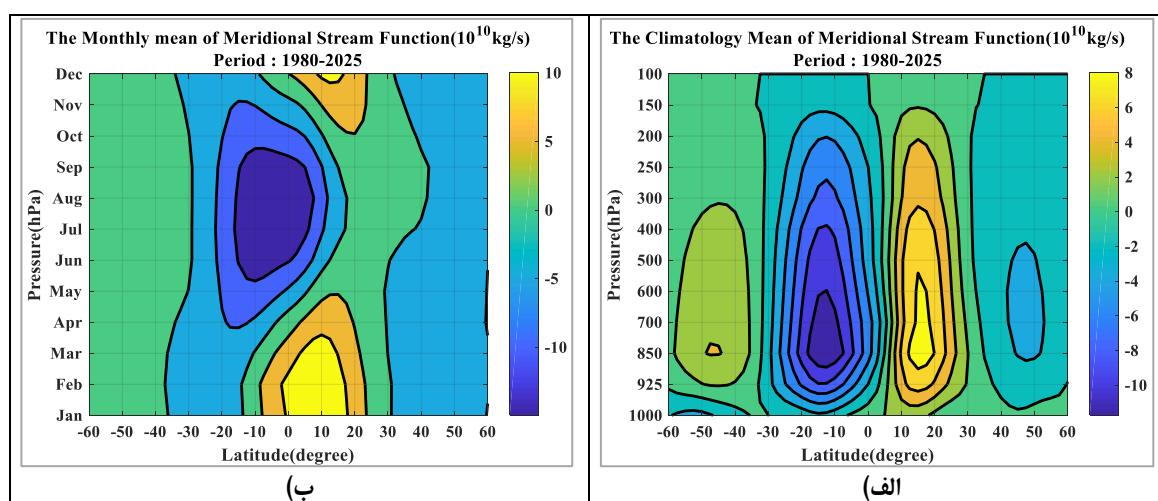 The Monthly mean of Meridional Stream Function(10^10kg/s)
Period : 1980-2025
Pressure(hPa)
Dec
Nov
Oct
Sep
Aug
Jul
Jun
May
Apr
Mar
Feb
Jan
-60 -50 -40 -30 -20 -10 0 10 20 30 40 50 60
Latitude(degree)
10
5
0
-5
-10
ب)
The Climatology Mean of Meridional Stream Function(10^10kg/s)
Period : 1980-2025
Pressure(hPa)
100
150
200
250
300
400
500
600
700
850
925
1000
-60 -50 -40 -30 -20 -10 0 10 20 30 40 50 60
Latitude(degree)
8
6
4
2
0
-2
-4
-6
-8
-10
الف)